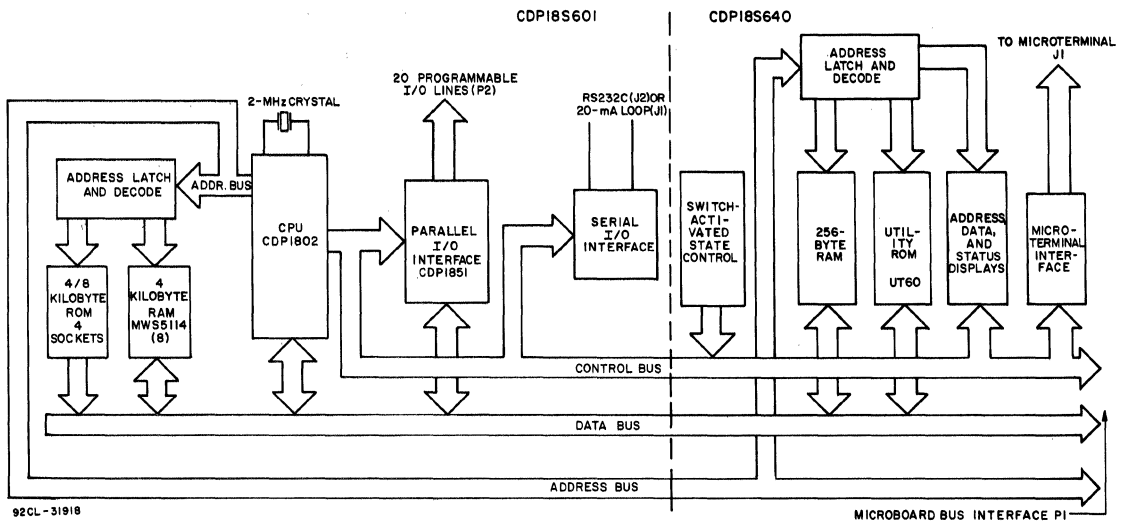 CDP18S601
CDP18S640
20 PROGRAMMABLE
I/O LINES (P2)
2-MHz CRYSTAL
RS232C (J2) OR
20-mA LOOP (J1)
ADDRESS
LATCH AND
DECODE
TO MICROTERMINAL
J1
ADDRESS LATCH
AND DECODE
ADDR. BUS
CPU
CDP1802
PARALLEL
I/O
INTERFACE
CDP1851
SERIAL
I/O
INTERFACE
SWITCH-
ACTI-
VATED
STATE
CONTROL
256-
BYTE
RAM
UTIL-
ITY
ROM
UT60
ADDRESS,
DATA,
AND
STATUS
DISPLAYS
MICRO-
TERMINAL
INTER-
FACE
4/8
KILOBYTE
ROM
4
SOCKETS
4
KILOBYTE
RAM
MWS5114
(8)
CONTROL BUS
DATA BUS
ADDRESS BUS
92CL-31918
MICROBOARD BUS INTERFACE P1